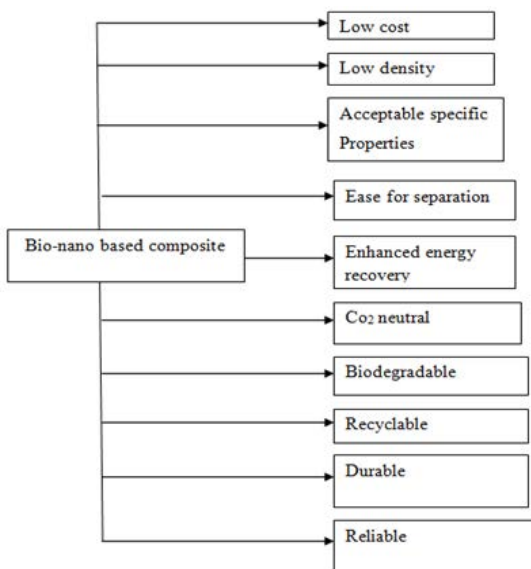 Low cost
Low density
Acceptable specific
Properties
Ease for separation
Bio-nano based composite
Enhanced energy
recovery
Co₂ neutral
Biodegradable
Recyclable
Durable
Reliable